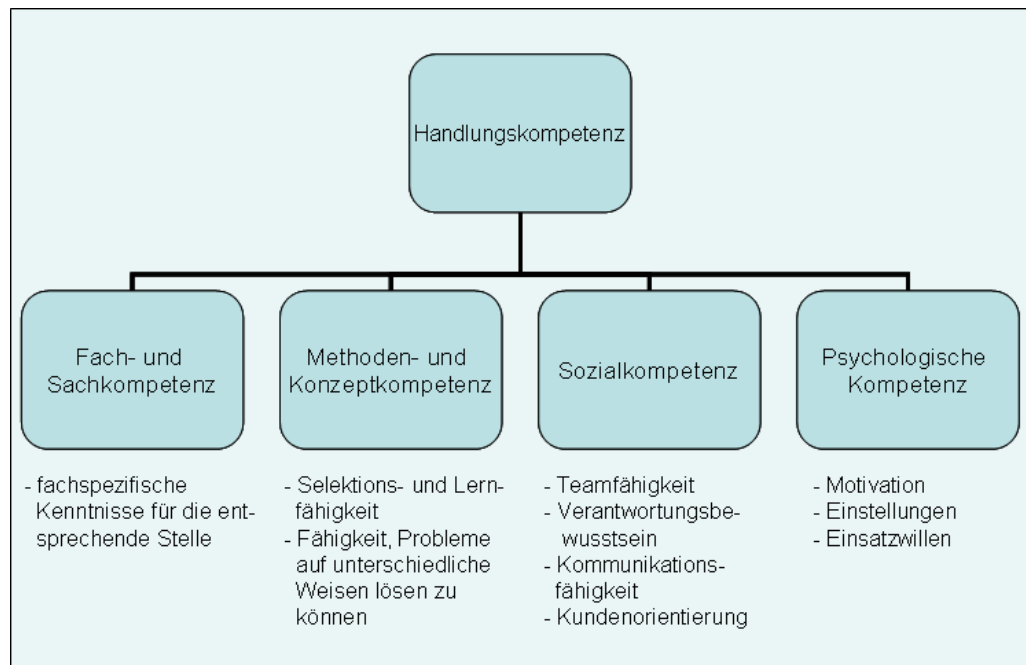 Handlungskompetenz
Fach- und
Sachkompetenz
Methoden- und
Konzeptkompetenz
Sozialkompetenz
Psychologische
Kompetenz
- fachspezifische
Kenntnisse für die ent-
sprechende Stelle
- Selektions- und Lern-
fähigkeit
- Fähigkeit, Probleme
auf unterschiedliche
Weisen lösen zu
können
- Teamfähigkeit
- Verantwortungsbe-
wusstsein
- Kommunikations-
fähigkeit
- Kundenorientierung
- Motivation
- Einstellungen
- Einsatzwillen